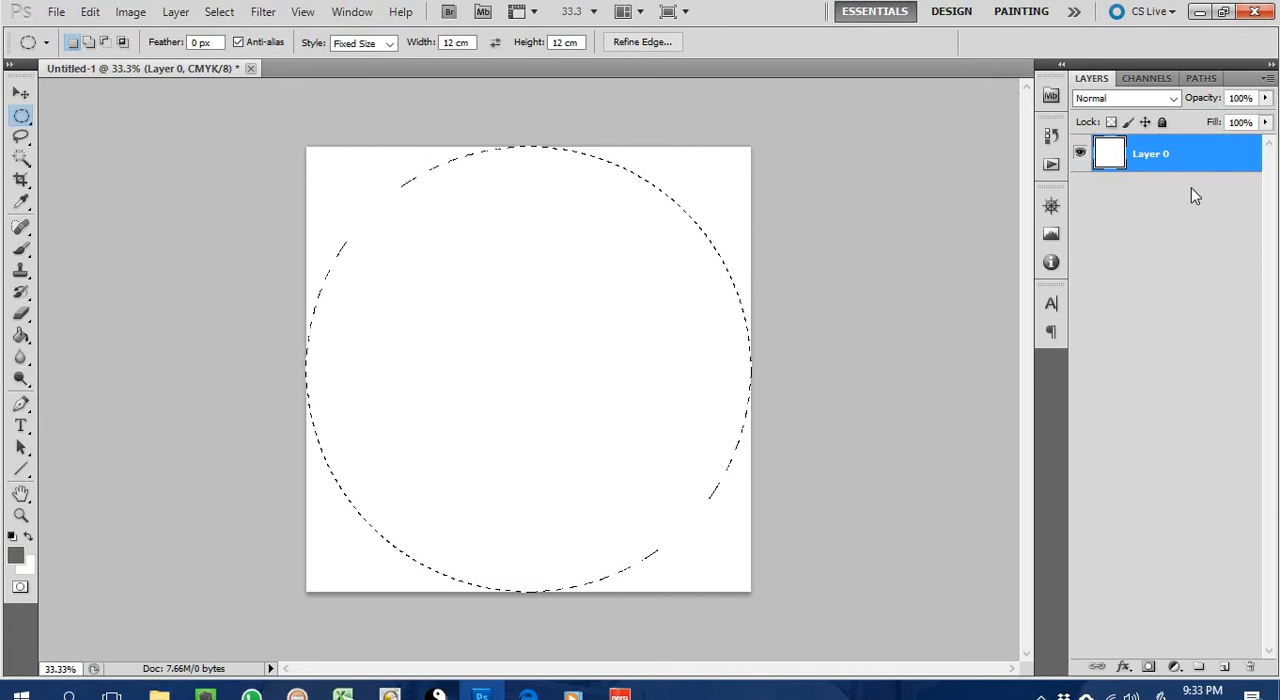 Ps File Edit Image Layer Select Filter Analysis 3D View Window Help Br Mb 33.3 ESSENTIALS DESIGN PAINTING CS Live
Feather: 0 px Anti-alias Style: Fixed Size Width: 12 cm Height: 12 cm Refine Edge...
Untitled-1 @ 33.3% (Layer 0, CMYK/8) *
LAYERS CHANNELS PATHS
Normal Opacity: 100%
Lock: Fill: 100%
Layer 0
33.33% Doc: 7.66M/0 bytes
9:33 PM